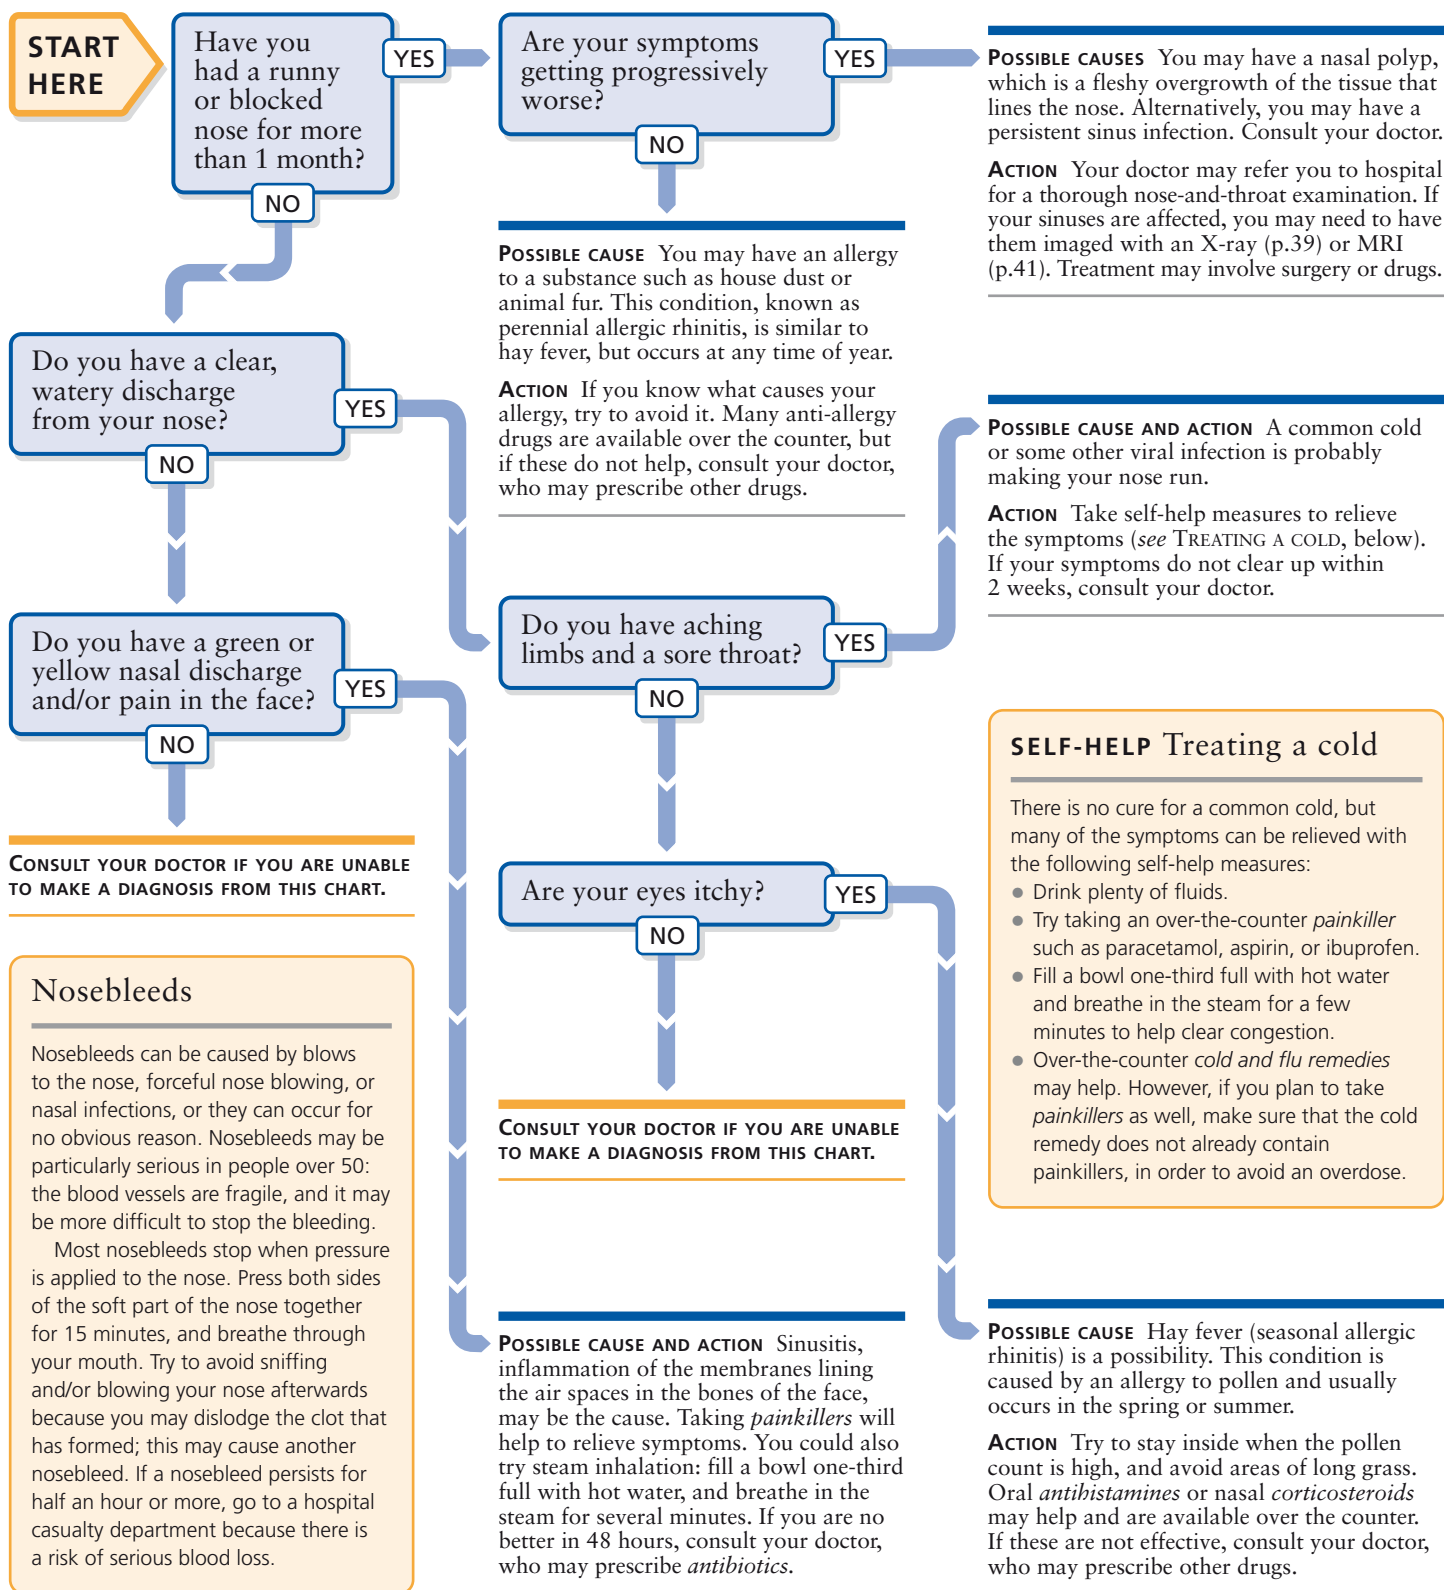 START
HERE
Have you
had a runny
or blocked
nose for more
than 1 month?
YES
NO
Are your symptoms
getting progressively
worse?
YES
NO
POSSIBLE CAUSES You may have a nasal polyp,
which is a fleshy overgrowth of the tissue that
lines the nose. Alternatively, you may have a
persistent sinus infection. Consult your doctor.
ACTION Your doctor may refer you to hospital
for a thorough nose-and-throat examination. If
your sinuses are affected, you may need to have
them imaged with an X-ray (p.39) or MRI
(p.41). Treatment may involve surgery or drugs.
POSSIBLE CAUSE You may have an allergy
to a substance such as house dust or
animal fur. This condition, known as
perennial allergic rhinitis, is similar to
hay fever, but occurs at any time of year.
ACTION If you know what causes your
allergy, try to avoid it. Many anti-allergy
drugs are available over the counter, but
if these do not help, consult your doctor,
who may prescribe other drugs.
Do you have a clear,
watery discharge
from your nose?
YES
NO
POSSIBLE CAUSE AND ACTION A common cold
or some other viral infection is probably
making your nose run.
ACTION Take self-help measures to relieve
the symptoms (see TREATING A COLD, below).
If your symptoms do not clear up within
2 weeks, consult your doctor.
Do you have a green or
yellow nasal discharge
and/or pain in the face?
YES
NO
Do you have aching
limbs and a sore throat?
YES
NO
SELF-HELP Treating a cold
There is no cure for a common cold, but
many of the symptoms can be relieved with
the following self-help measures:
• Drink plenty of fluids.
• Try taking an over-the-counter painkiller
such as paracetamol, aspirin, or ibuprofen.
• Fill a bowl one-third full with hot water
and breathe in the steam for a few
minutes to help clear congestion.
• Over-the-counter cold and flu remedies
may help. However, if you plan to take
painkillers as well, make sure that the cold
remedy does not already contain
painkillers, in order to avoid an overdose.
CONSULT YOUR DOCTOR IF YOU ARE UNABLE
TO MAKE A DIAGNOSIS FROM THIS CHART.
Are your eyes itchy?
YES
NO
Nosebleeds
Nosebleeds can be caused by blows
to the nose, forceful nose blowing, or
nasal infections, or they can occur for
no obvious reason. Nosebleeds may be
particularly serious in people over 50:
the blood vessels are fragile, and it may
be more difficult to stop the bleeding.
Most nosebleeds stop when pressure
is applied to the nose. Press both sides
of the soft part of the nose together
for 15 minutes, and breathe through
your mouth. Try to avoid sniffing
and/or blowing your nose afterwards
because you may dislodge the clot that
has formed; this may cause another
nosebleed. If a nosebleed persists for
half an hour or more, go to a hospital
casualty department because there is
a risk of serious blood loss.
CONSULT YOUR DOCTOR IF YOU ARE UNABLE
TO MAKE A DIAGNOSIS FROM THIS CHART.
POSSIBLE CAUSE AND ACTION Sinusitis,
inflammation of the membranes lining
the air spaces in the bones of the face,
may be the cause. Taking painkillers will
help to relieve symptoms. You could also
try steam inhalation: fill a bowl one-third
full with hot water, and breathe in the
steam for several minutes. If you are no
better in 48 hours, consult your doctor,
who may prescribe antibiotics.
POSSIBLE CAUSE Hay fever (seasonal allergic
rhinitis) is a possibility. This condition is
caused by an allergy to pollen and usually
occurs in the spring or summer.
ACTION Try to stay inside when the pollen
count is high, and avoid areas of long grass.
Oral antihistamines or nasal corticosteroids
may help and are available over the counter.
If these are not effective, consult your doctor,
who may prescribe other drugs.